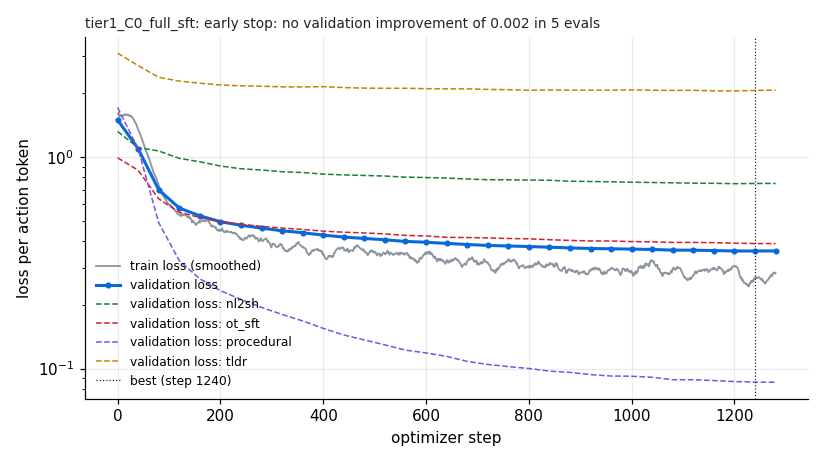 tier1_C0_full_sft: early stop: no validation improvement of 0.002 in 5 evals
loss per action token
10⁰
10⁻¹
train loss (smoothed)
validation loss
validation loss: nl2sh
validation loss: ot_sft
validation loss: procedural
validation loss: tldr
best (step 1240)
0 200 400 600 800 1000 1200
optimizer step